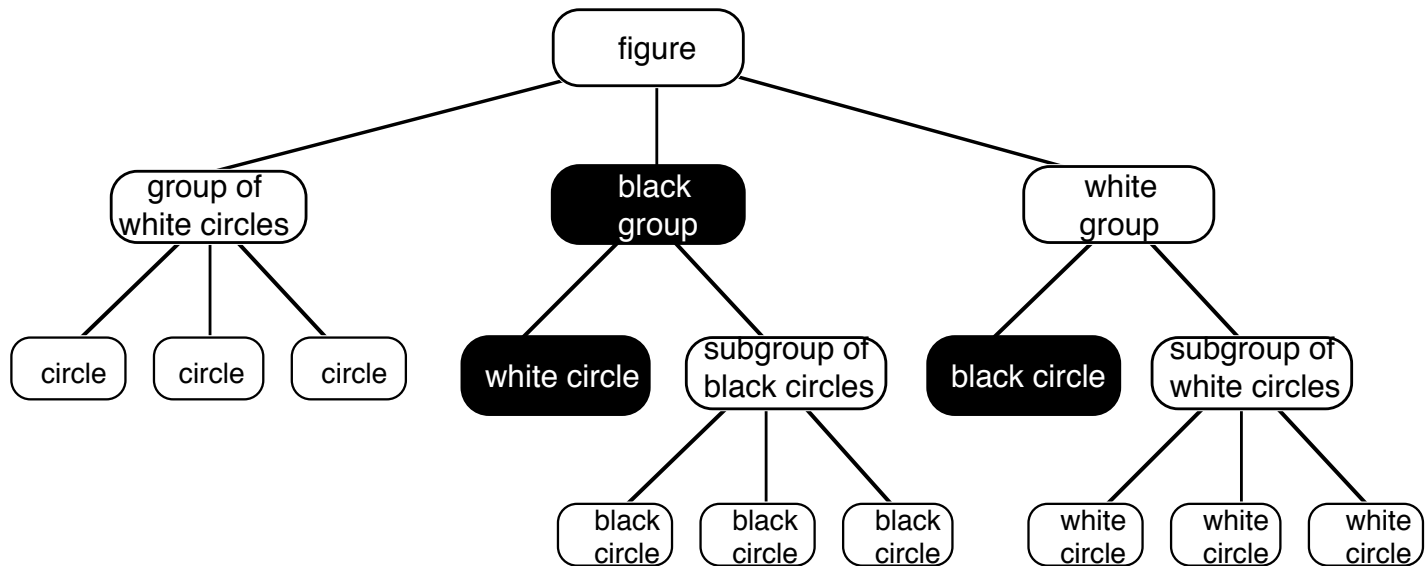 figure
group of
white circles
black
group
white
group
circle
circle
circle
white circle
subgroup of
black circles
black circle
subgroup of
white circles
black
circle
black
circle
black
circle
white
circle
white
circle
white
circle